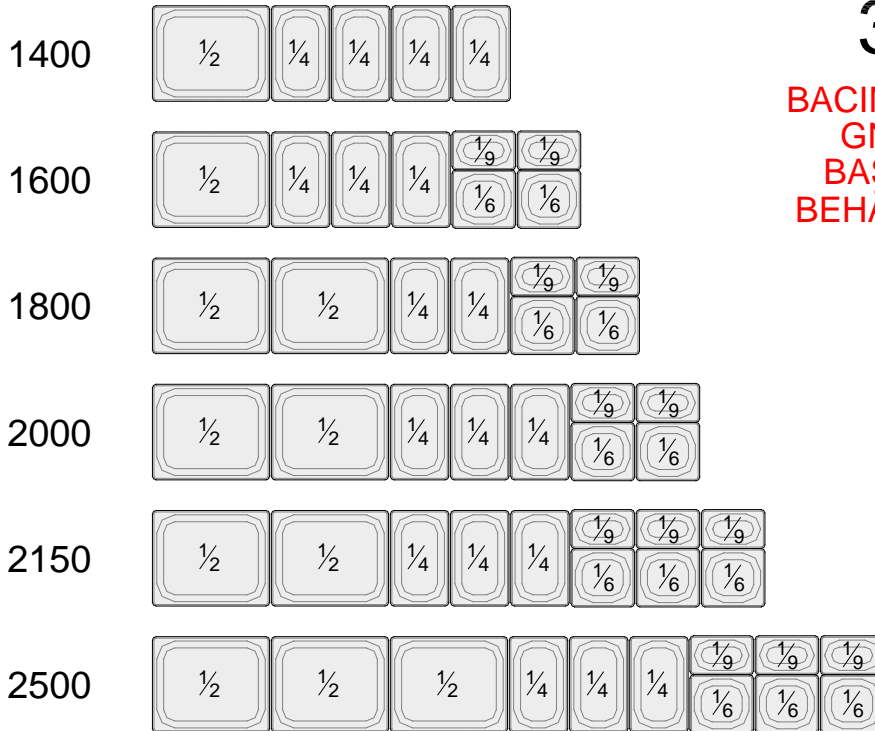 1400 ½ ¼ ¼ ¼ ¼
1600 ½ ¼ ¼ ¼ 1/9 1/9
1/6 1/6
1800 ½ ½ ¼ ¼ 1/9 1/9
1/6 1/6
2000 ½ ½ ¼ ¼ ¼ 1/9 1/9
1/6 1/6
2150 ½ ½ ¼ ¼ ¼ 1/9 1/9 1/9
1/6 1/6 1/6
2500 ½ ½ ½ ¼ ¼ ¼ 1/9 1/9 1/9
1/6 1/6 1/6